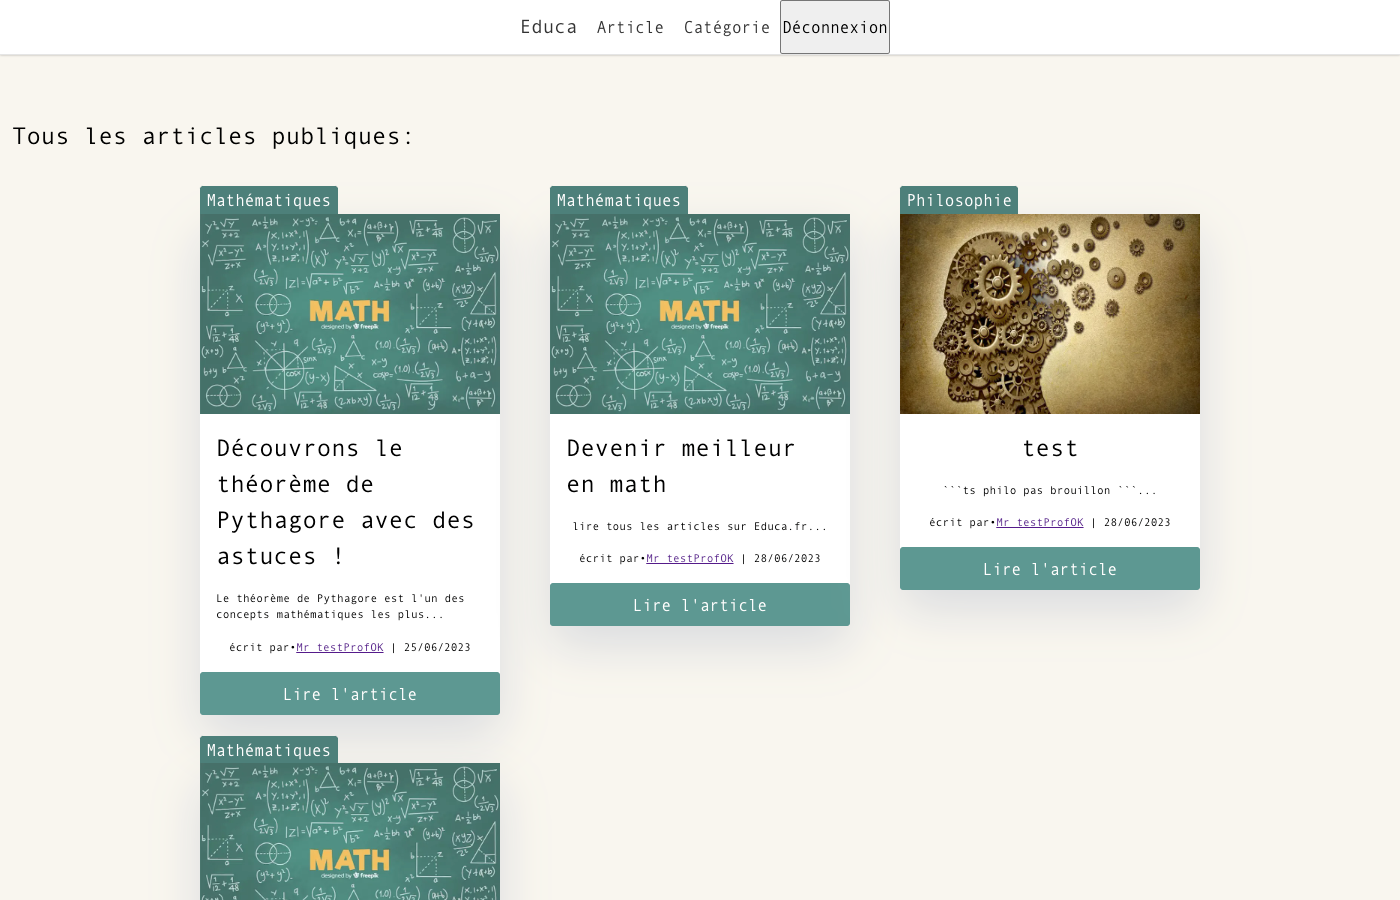 Educa Article Catégorie Déconnexion
Tous les articles publiques:
Mathématiques
MATH
designed by freepik
Découvrons le
théorème de
Pythagore avec des
astuces !
Le théorème de Pythagore est l'un des
concepts mathématiques les plus...
écrit par•Mr testProfOK | 25/06/2023
Lire l'article
Mathématiques
MATH
designed by freepik
Devenir meilleur
en math
lire tous les articles sur Educa.fr...
écrit par•Mr testProfOK | 28/06/2023
Lire l'article
Philosophie
test
```ts philo pas brouillon ```...
écrit par•Mr testProfOK | 28/06/2023
Lire l'article
Mathématiques
MATH
designed by freepik